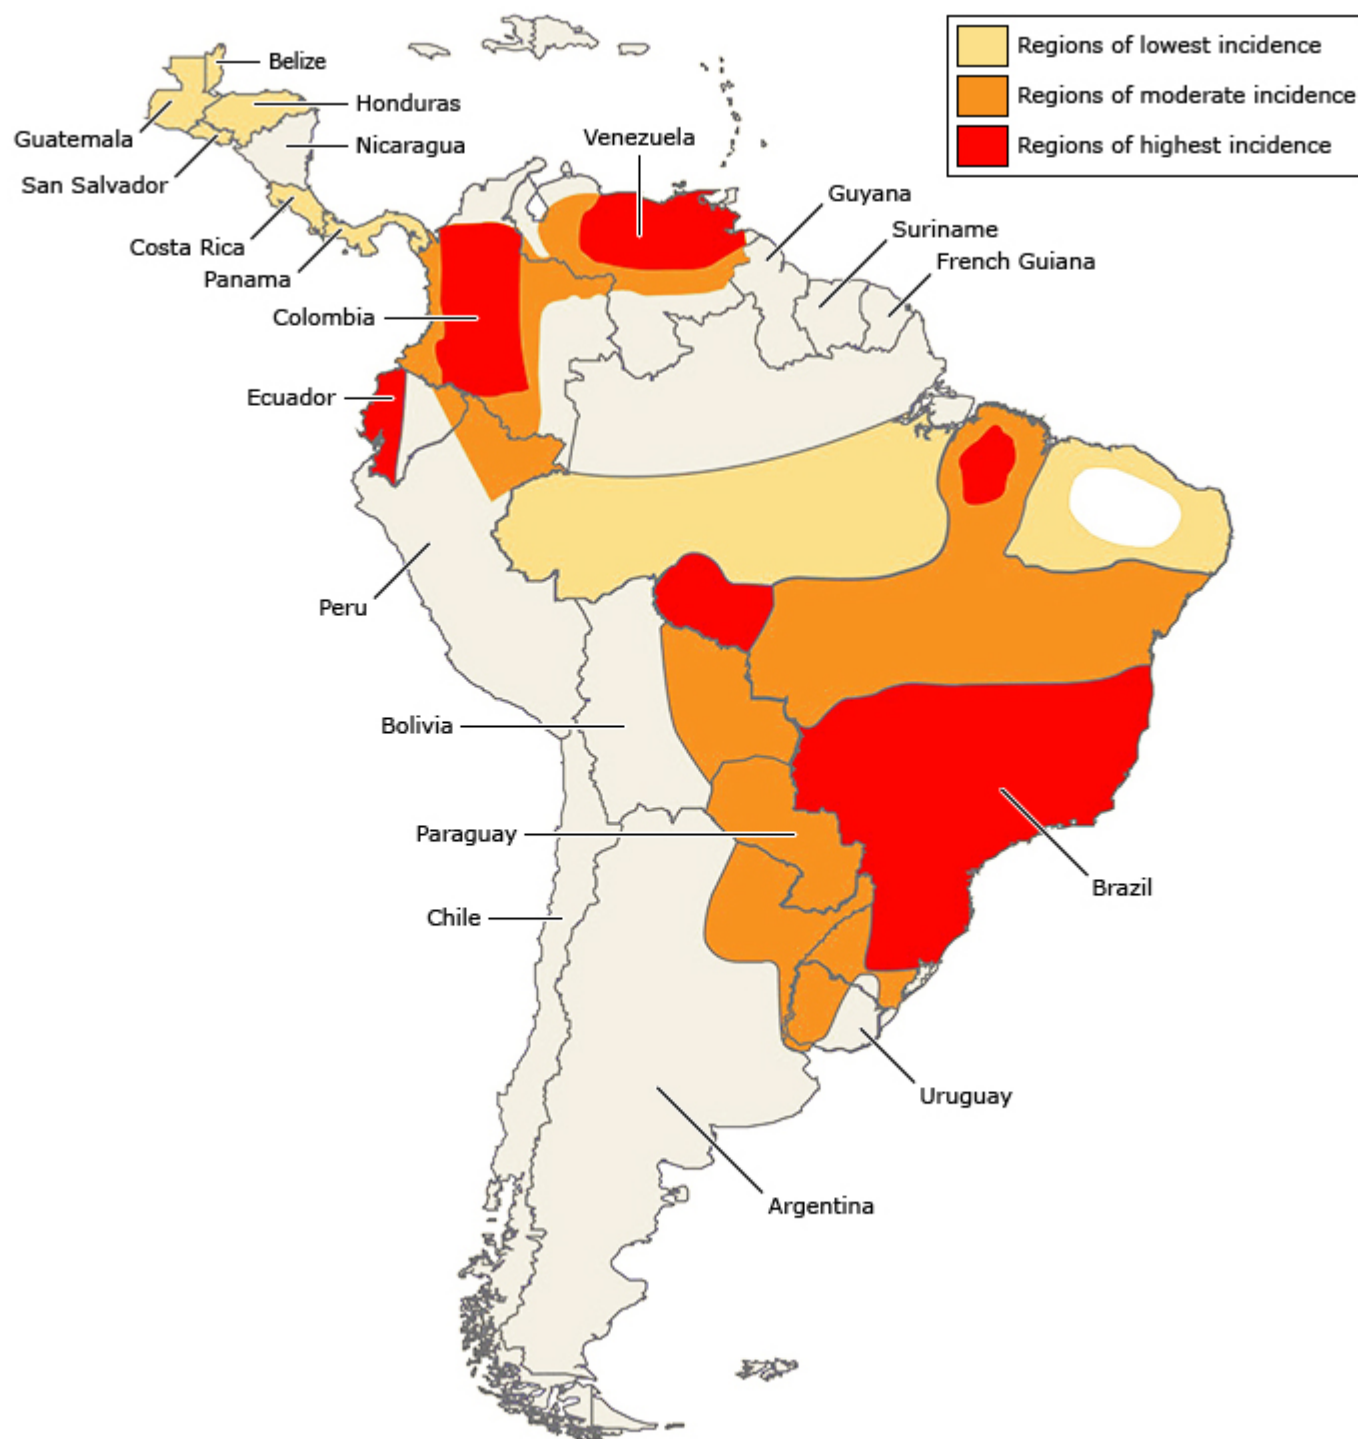 Regions of lowest incidence
Regions of moderate incidence
Regions of highest incidence
Belize
Honduras
Guatemala
Nicaragua
San Salvador
Costa Rica
Panama
Venezuela
Guyana
Suriname
French Guiana
Colombia
Ecuador
Peru
Bolivia
Paraguay
Brazil
Chile
Uruguay
Argentina